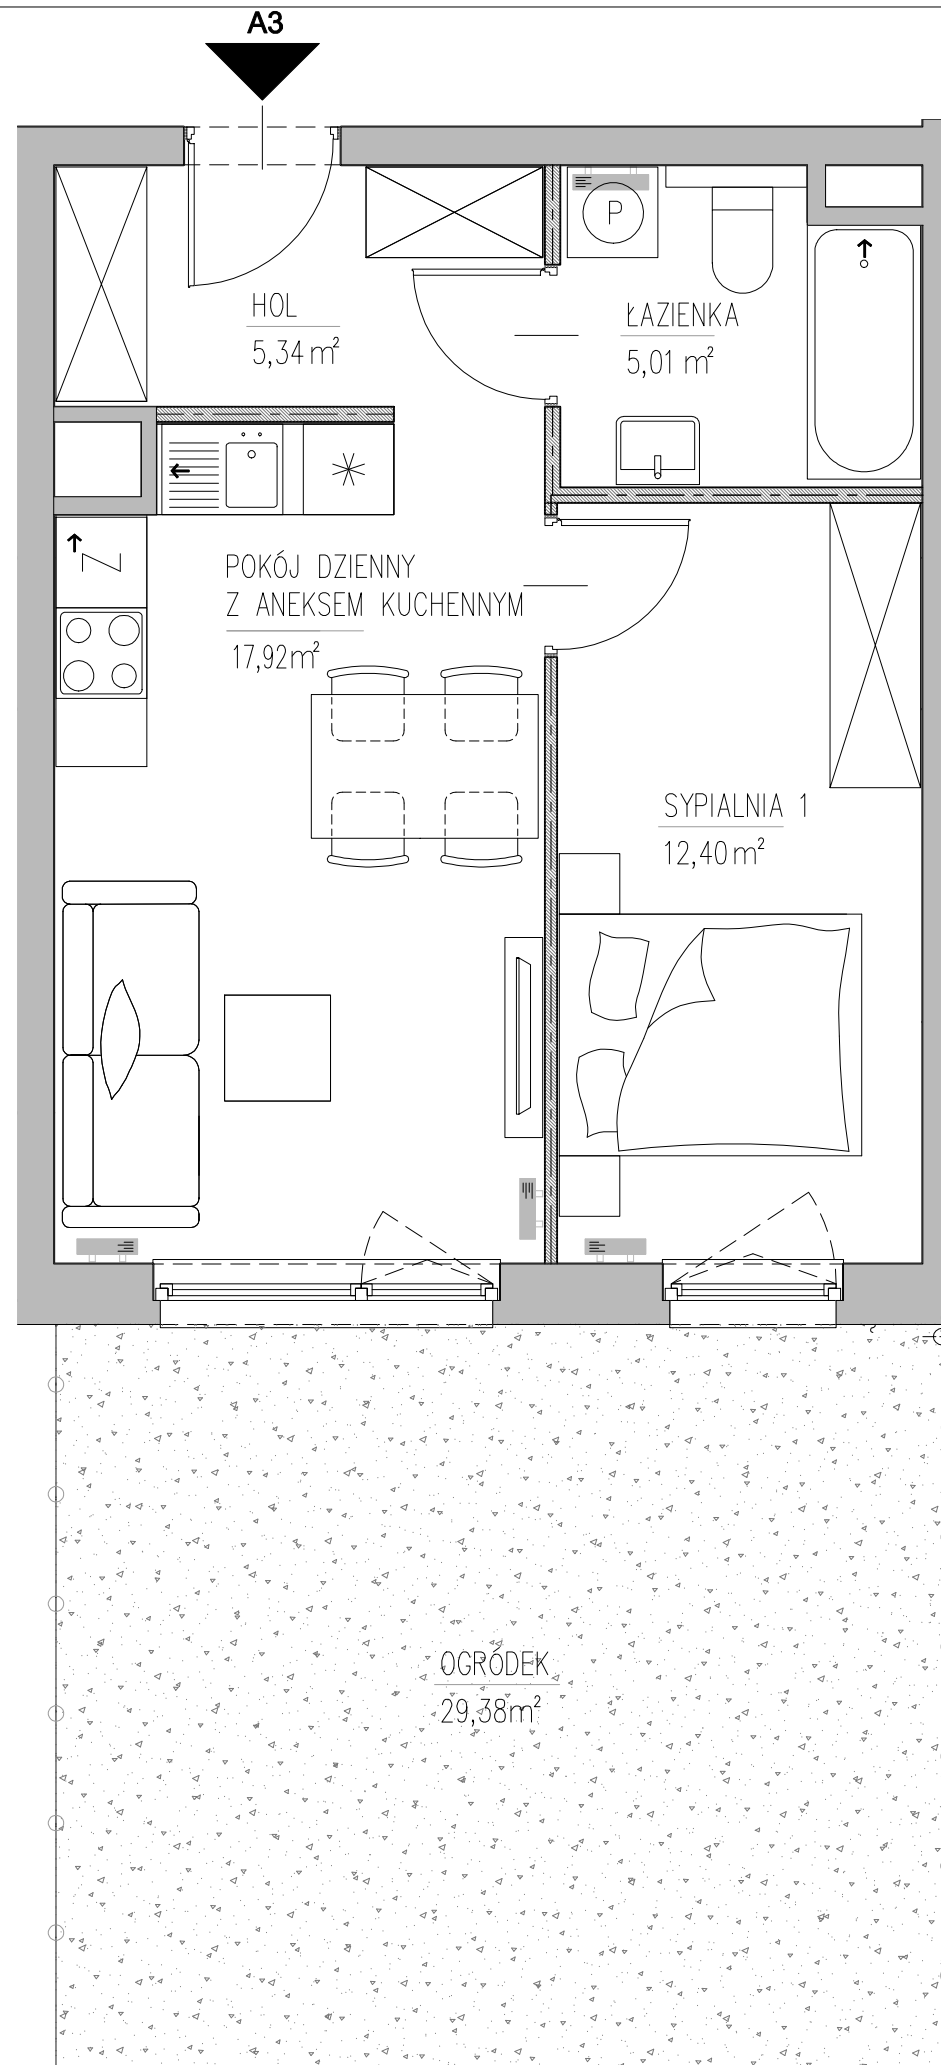 A3
HOL
5,34 m²
P
ŁAZIENKA
5,01 m²
Z
POKÓJ DZIENNY
Z ANEKSEM KUCHENNYM
17,92m²
SYPIALNIA 1
12,40 m²
OGRÓDEK
29,38m²